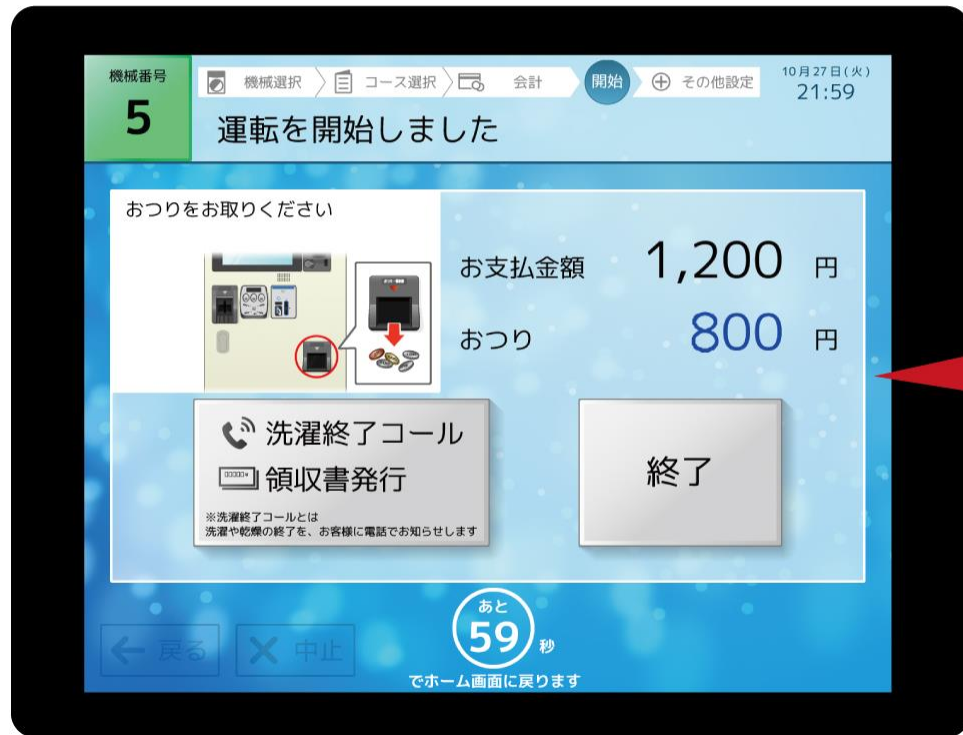 機械番号
5
機械選択
コース選択
会計
開始
その他設定
10月27日(火)
21:59
運転を開始しました
おつりをお取りください
お支払金額 1,200 円
おつり 800 円
洗濯終了コール
領収書発行
※洗濯終了コールとは
洗濯や乾燥の終了を、お客様に電話でお知らせします
終了
戻る
中止
あと
59 秒
でホーム画面に戻ります